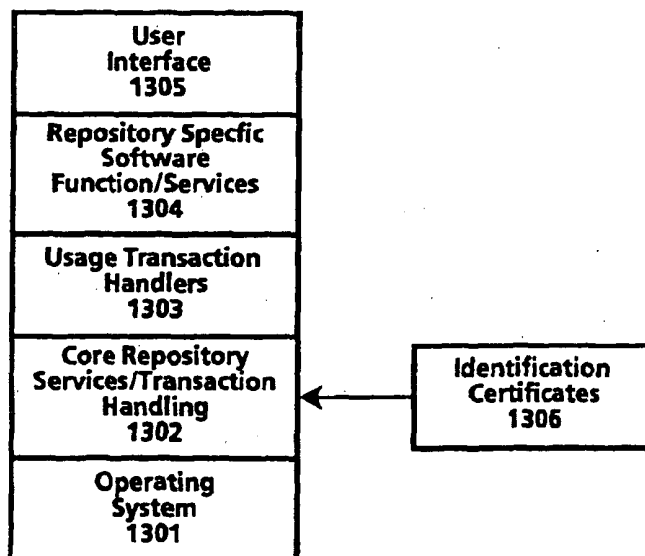 User
Interface
1305
Repository Specfic
Software
Function/Services
1304
Usage Transaction
Handlers
1303
Core Repository
Services/Transaction
Handling
1302
Identification
Certificates
1306
Operating
System
1301